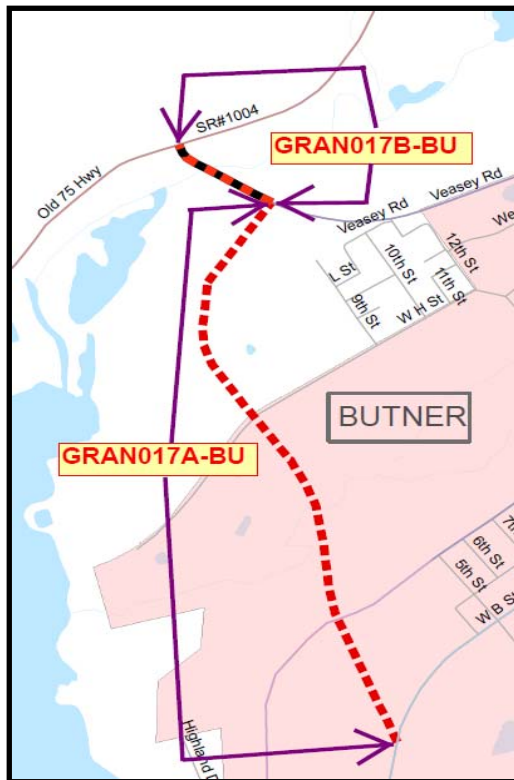 SR#1004
GRAN017B-BU
Old 75 Hwy
Veasey Rd
Veasey Rd
12th St
We
L St
10th St
11th St
9th St
W H St
BUTNER
GRAN017A-BU
7th
6th St
5th St
W B St
Highland D